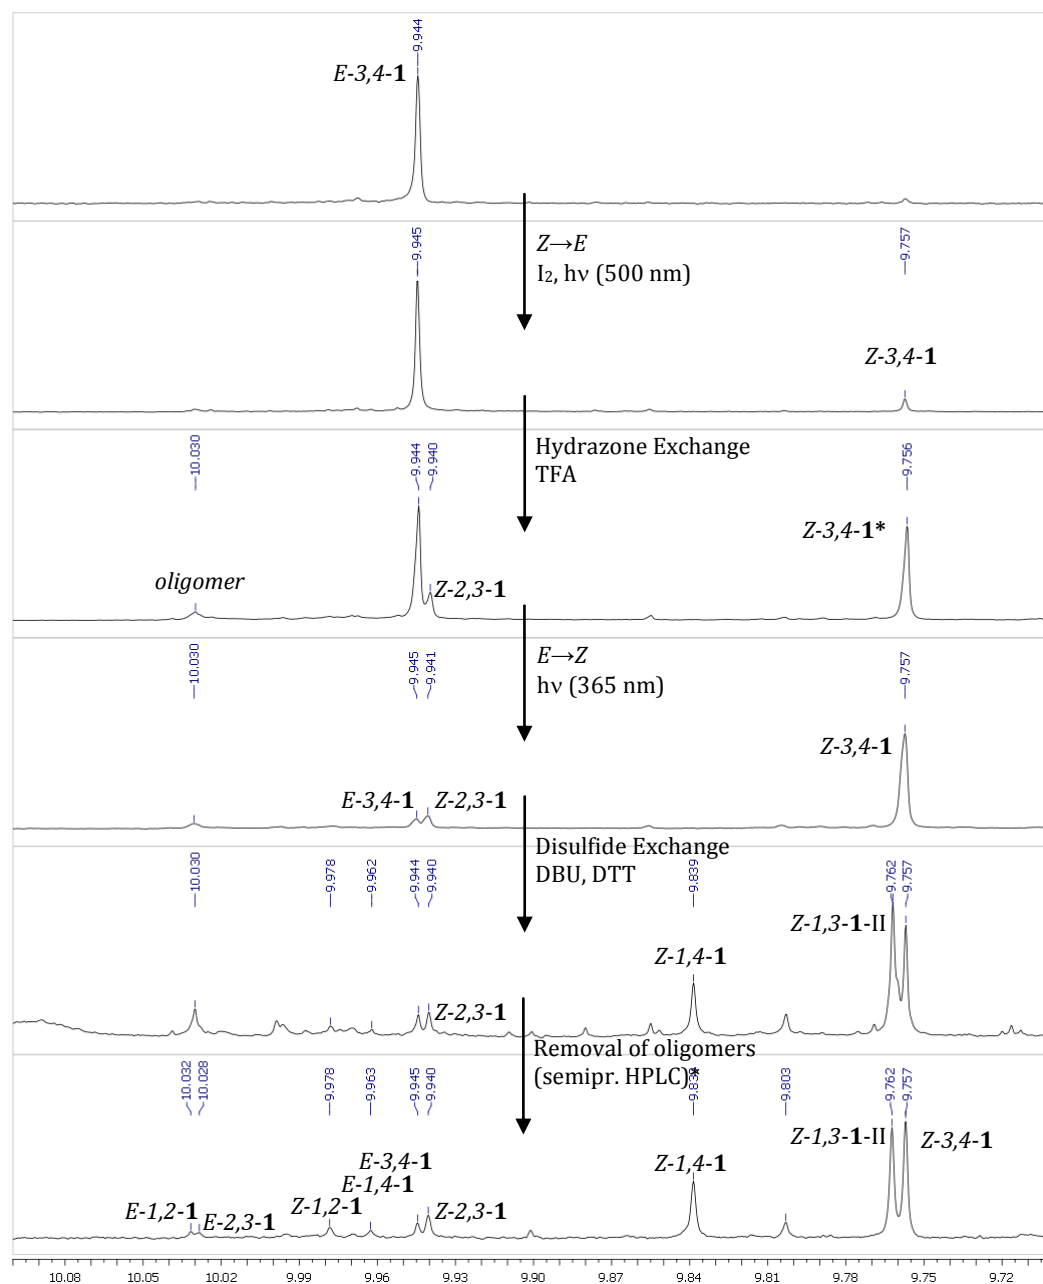 9.944
E-3,4-1
Z→E
I₂, hν (500 nm)
9.945
9.757
Z-3,4-1
Hydrazone Exchange
TFA
10.030
9.944
9.940
9.756
Z-3,4-1*
oligomer
Z-2,3-1
E→Z
hν (365 nm)
10.030
9.945
9.941
9.757
Z-3,4-1
E-3,4-1
Z-2,3-1
Disulfide Exchange
DBU, DTT
10.030
9.978
9.962
9.944
9.940
9.839
9.762
9.757
Z-1,3-1-II
Z-1,4-1
Z-2,3-1
Removal of oligomers
(semipr. HPLC)*
10.032
10.028
9.978
9.963
9.945
9.940
9.803
9.762
9.757
Z-1,3-1-II
Z-3,4-1
E-3,4-1
Z-1,4-1
E-1,4-1
Z-1,2-1
Z-2,3-1
E-1,2-1
E-2,3-1
10.08 10.05 10.02 9.99 9.96 9.93 9.90 9.84 9.81 9.78 9.75 9.72